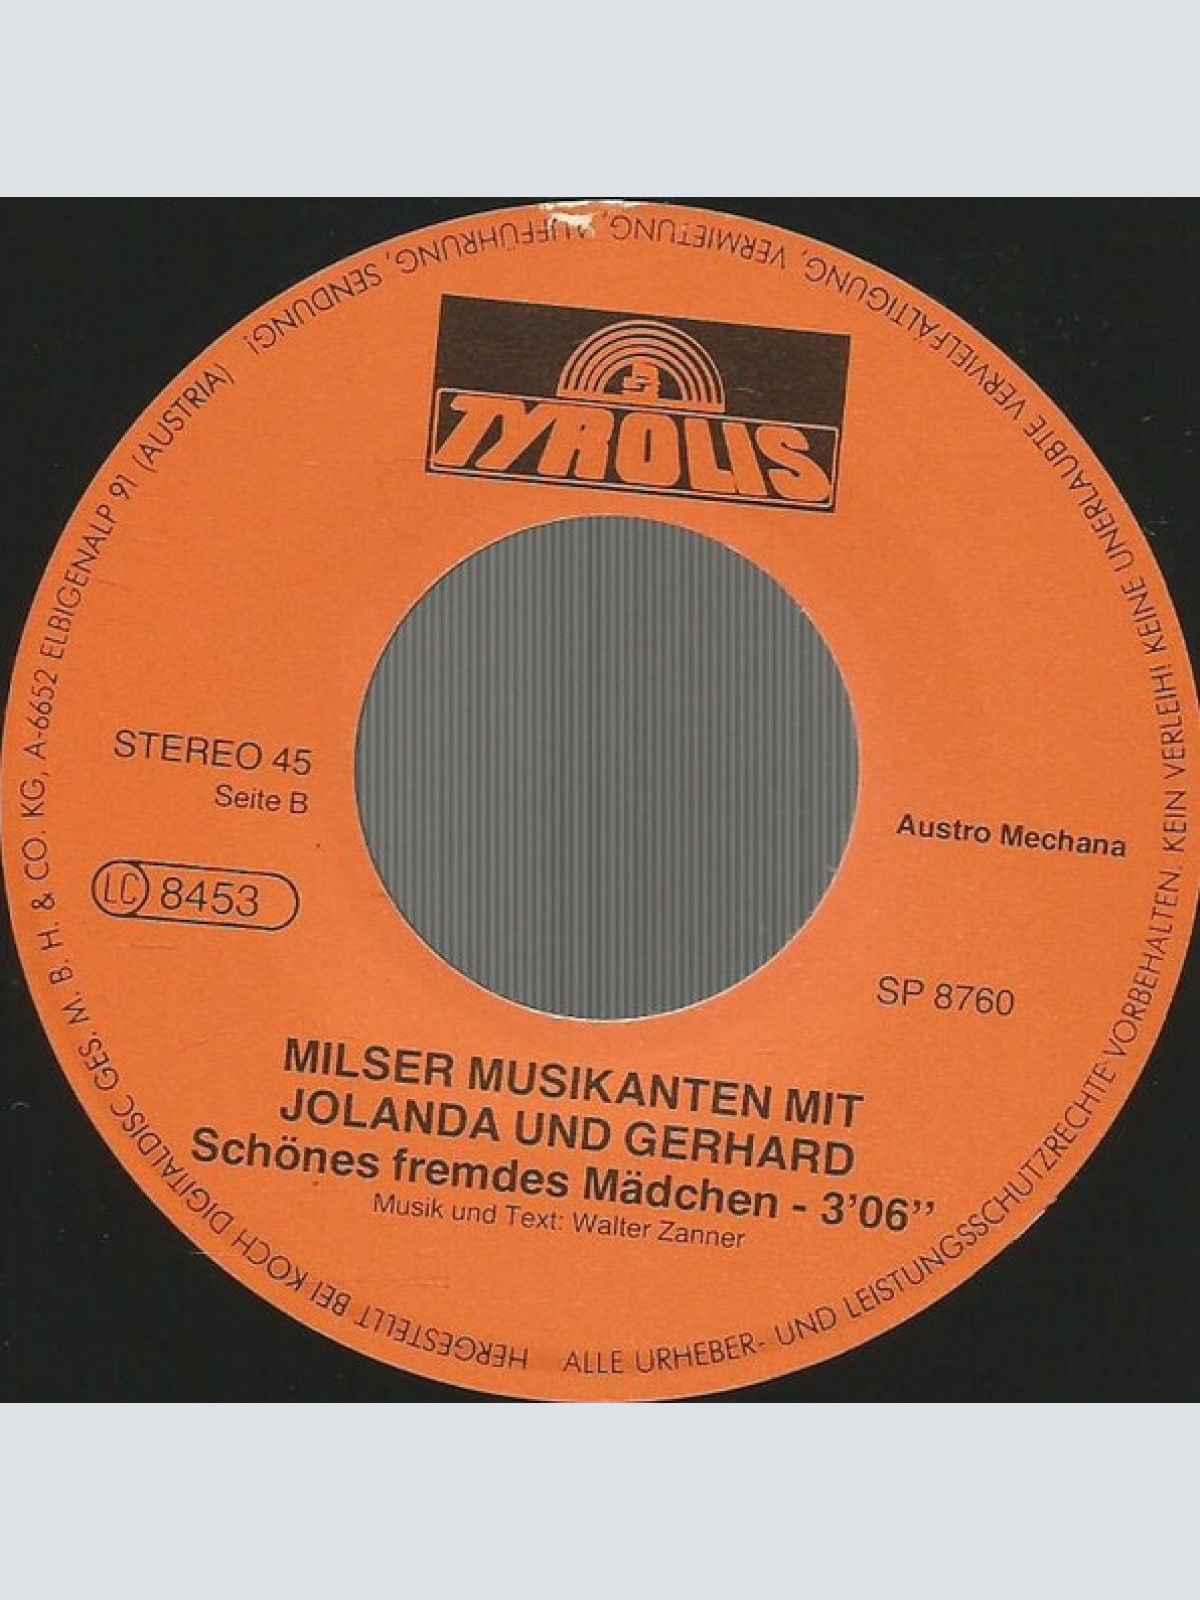 TYROLIS
STEREO 45
Seite B
LC 8453
Austro Mechana
SP 8760
MILSER MUSIKANTEN MIT
JOLANDA UND GERHARD
Schönes fremdes Mädchen - 3'06"
Musik und Text: Walter Zanner
HERGESTELLT BEI KOCH DIGITALDISC GES. M. B. H. & CO. KG, A-6652 ELBIGENALP 91 (AUSTRIA)
ALLE URHEBER- UND LEISTUNGSSCHUTZRECHTE VORBEHALTEN. KEIN VERLEIH! KEINE UNERLAUBTE VERVIELFÄLTIGUNG, VERMIETUNG, AUFFÜHRUNG, SENDUNG!